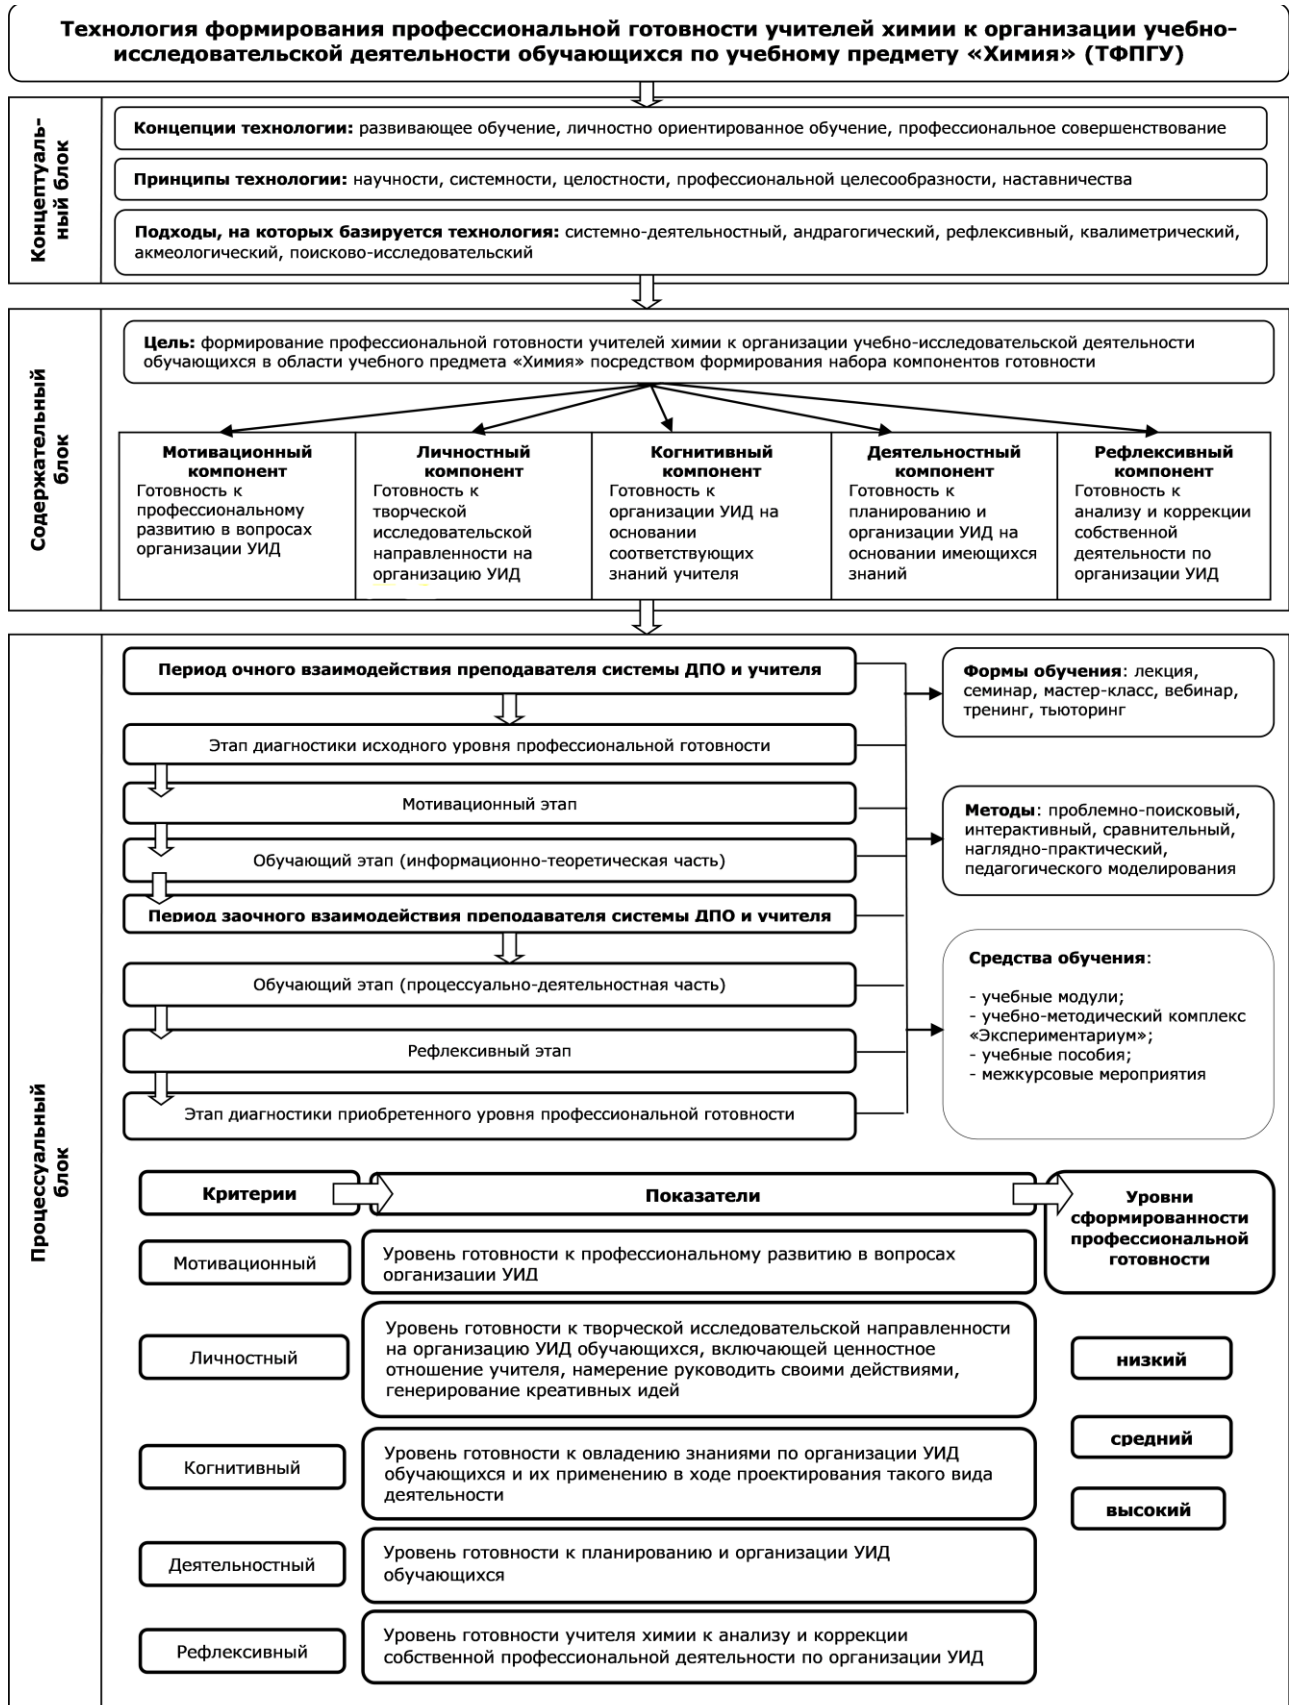 Технология формирования профессиональной готовности учителей химии к организации учебно-
исследовательской деятельности обучающихся по учебному предмету «Химия» (ТФПГУ)
Концептуаль-
ный блок
Концепции технологии: развивающее обучение, личностно ориентированное обучение, профессиональное совершенствование
Принципы технологии: научности, системности, целостности, профессиональной целесообразности, наставничества
Подходы, на которых базируется технология: системно-деятельностный, андрагогический, рефлексивный, квалиметрический,
акмеологический, поисково-исследовательский
Содержательный
блок
Цель: формирование профессиональной готовности учителей химии к организации учебно-исследовательской деятельности
обучающихся в области учебного предмета «Химия» посредством формирования набора компонентов готовности
Мотивационный
компонент
Готовность к
профессиональному
развитию в вопросах
организации УИД
Личностный
компонент
Готовность к
творческой
исследовательской
направленности на
организацию УИД
Когнитивный
компонент
Готовность к
организации УИД на
основании
соответствующих
знаний учителя
Деятельностный
компонент
Готовность к
планированию и
организации УИД на
основании имеющихся
знаний
Рефлексивный
компонент
Готовность к
анализу и коррекции
собственной
деятельности по
организации УИД
Процессуальный
блок
Период очного взаимодействия преподавателя системы ДПО и учителя
Этап диагностики исходного уровня профессиональной готовности
Мотивационный этап
Обучающий этап (информационно-теоретическая часть)
Период заочного взаимодействия преподавателя системы ДПО и учителя
Обучающий этап (процессуально-деятельностная часть)
Рефлексивный этап
Этап диагностики приобретенного уровня профессиональной готовности
Формы обучения: лекция,
семинар, мастер-класс, вебинар,
тренинг, тьюторинг
Методы: проблемно-поисковый,
интерактивный, сравнительный,
наглядно-практический,
педагогического моделирования
Средства обучения:
- учебные модули;
- учебно-методический комплекс
«Экспериментариум»;
- учебные пособия;
- межкурсовые мероприятия
Критерии
Показатели
Уровни
сформированности
профессиональной
готовности
Мотивационный
Уровень готовности к профессиональному развитию в вопросах
организации УИД
Личностный
Уровень готовности к творческой исследовательской направленности
на организацию УИД обучающихся, включающей ценностное
отношение учителя, намерение руководить своими действиями,
генерирование креативных идей
низкий
Когнитивный
Уровень готовности к овладению знаниями по организации УИД
обучающихся и их применению в ходе проектирования такого вида
деятельности
средний
высокий
Деятельностный
Уровень готовности к планированию и организации УИД
обучающихся
Рефлексивный
Уровень готовности учителя химии к анализу и коррекции
собственной профессиональной деятельности по организации УИД